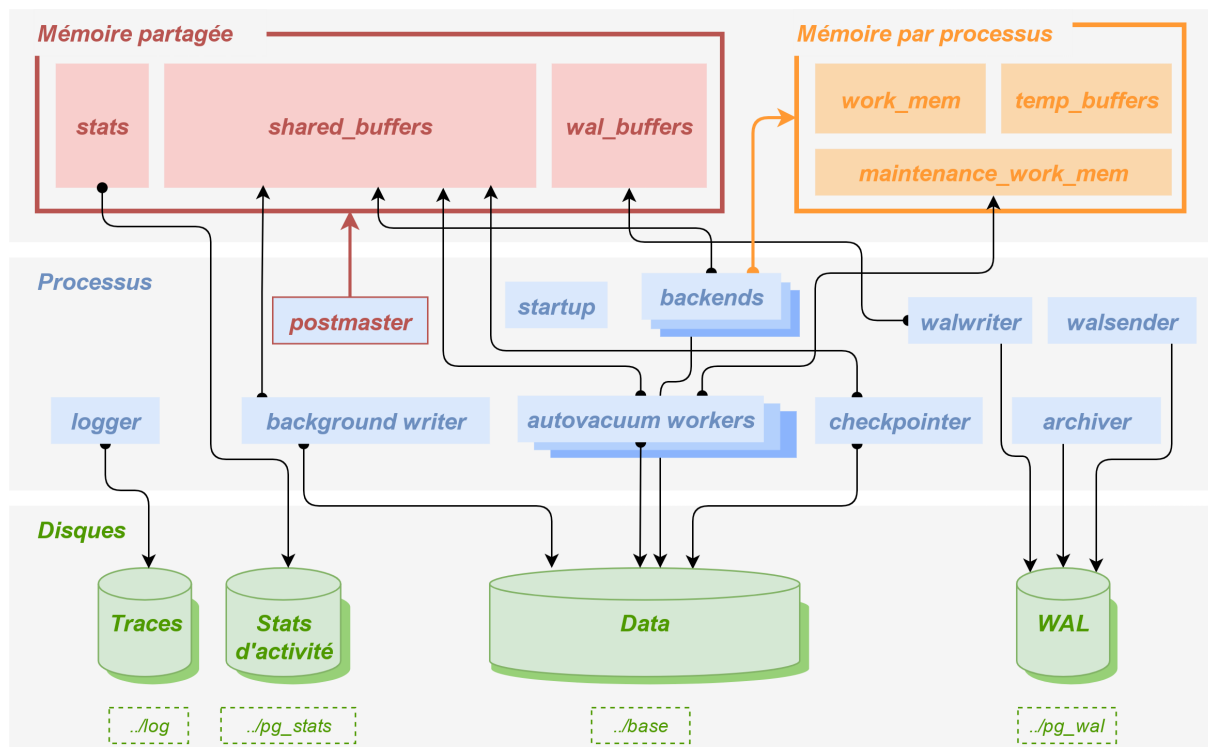 Mémoire partagée
Mémoire par processus
stats
shared_buffers
wal_buffers
work_mem
temp_buffers
maintenance_work_mem
Processus
postmaster
startup
backends
walwriter
walsender
logger
background writer
autovacuum workers
checkpointer
archiver
Disques
Traces
Stats
d'activité
Data
WAL
../log
../pg_stats
../base
../pg_wal